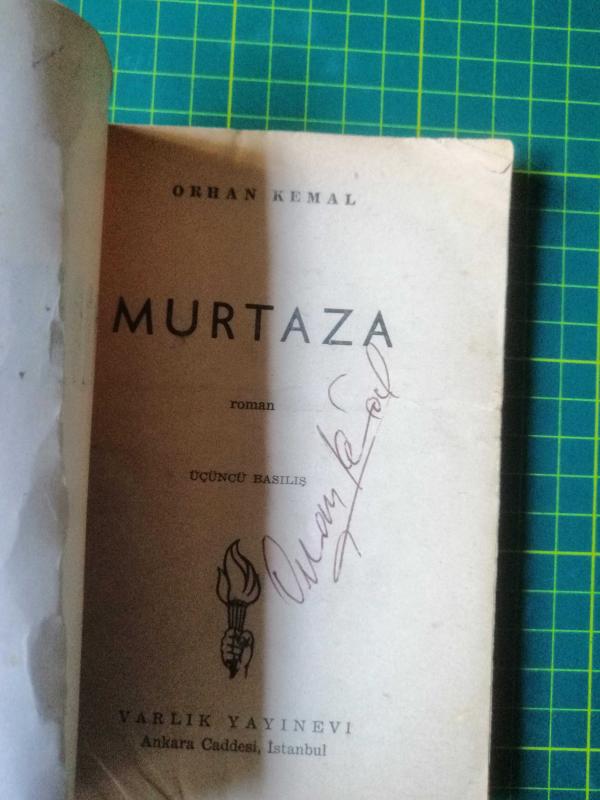 ORHAN KEMAL
MURTAZA
roman
ÜÇÜNCÜ BASILIŞ
VARLIK YAYINEVI
Ankara Caddesi, İstanbul